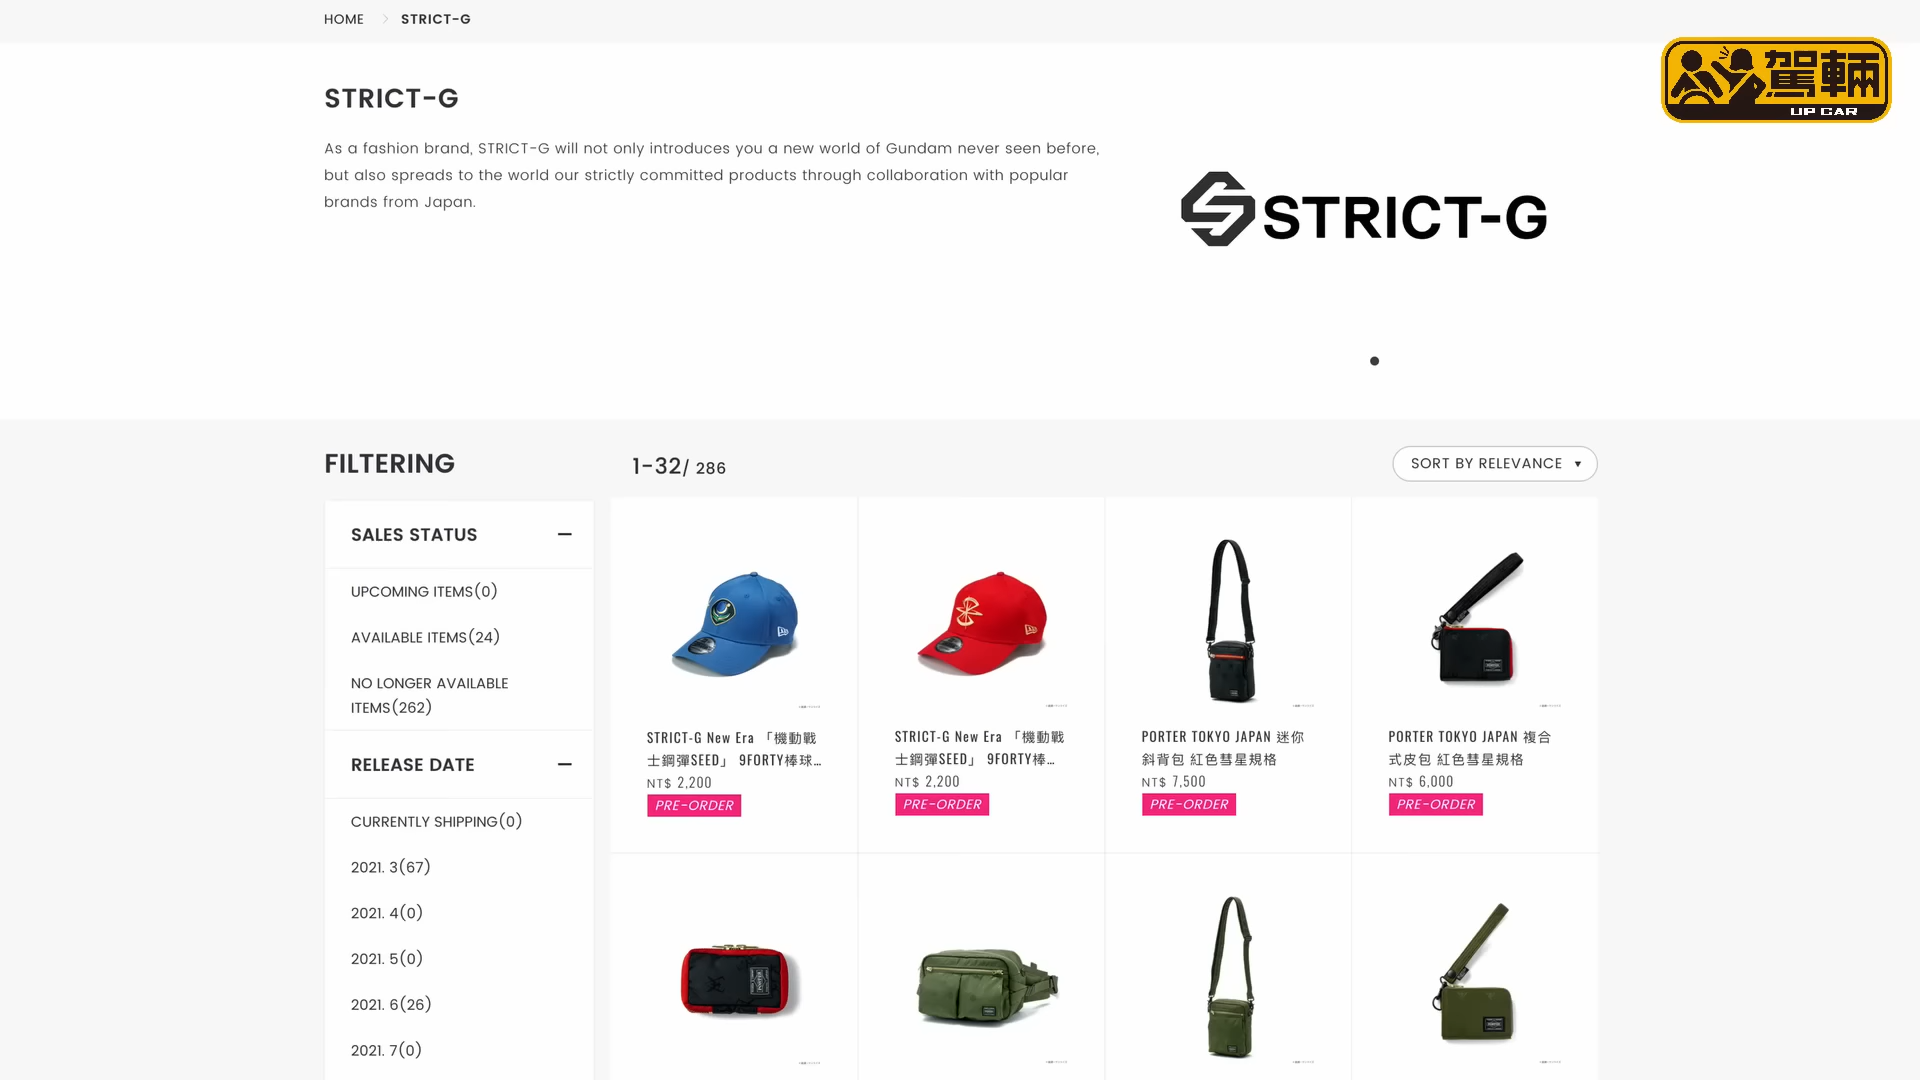 HOME
STRICT-G
駕輛
UP CAR
STRICT-G
As a fashion brand, STRICT-G will not only introduces you a new world of Gundam never seen before,
but also spreads to the world our strictly committed products through collaboration with popular
brands from Japan.
STRICT-G
FILTERING
1-32/ 286
SORT BY RELEVANCE ▼
SALES STATUS
UPCOMING ITEMS(0)
AVAILABLE ITEMS(24)
NO LONGER AVAILABLE
ITEMS(262)
RELEASE DATE
CURRENTLY SHIPPING(0)
2021. 3(67)
2021. 4(0)
2021. 5(0)
2021. 6(26)
2021. 7(0)
STRICT-G New Era 「機動戰
士鋼彈SEED」 9FORTY棒球...
NT$ 2,200
PRE-ORDER
STRICT-G New Era 「機動戰
士鋼彈SEED」 9FORTY棒...
NT$ 2,200
PRE-ORDER
PORTER TOKYO JAPAN 迷你
斜背包 紅色彗星規格
NT$ 7,500
PRE-ORDER
PORTER TOKYO JAPAN 複合
式皮包 紅色彗星規格
NT$ 6,000
PRE-ORDER